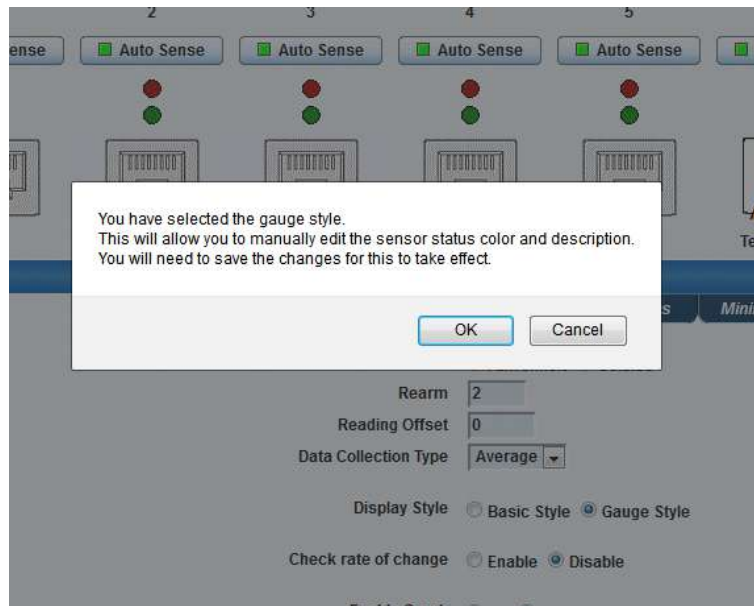 2 3 4 5
ense Auto Sense Auto Sense Auto Sense Auto Sense
Te
You have selected the gauge style.
This will allow you to manually edit the sensor status color and description.
You will need to save the changes for this to take effect.
s Mini
OK Cancel
Rearm 2
Reading Offset 0
Data Collection Type Average
Display Style Basic Style Gauge Style
Check rate of change Enable Disable